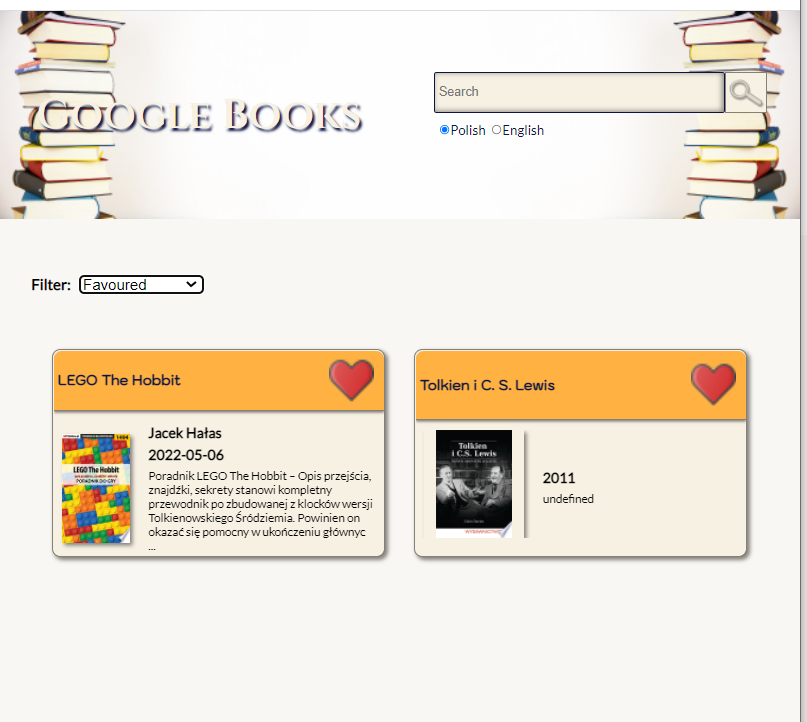 Google Books
Search
Polish English
Filter: Favoured
LEGO The Hobbit
1494
LEGO The Hobbit
PORADNIK DO GRY
Jacek Hałas
2022-05-06
Poradnik LEGO The Hobbit – Opis przejścia,
znajdźki, sekrety stanowi kompletny
przewodnik po zbudowanej z klocków wersji
Tolkienowskiego Śródziemia. Powinien on
okazać się pomocny w ukończeniu głównyc
...
Tolkien i C. S. Lewis
Tolkien
i C.S. Lewis
2011
undefined